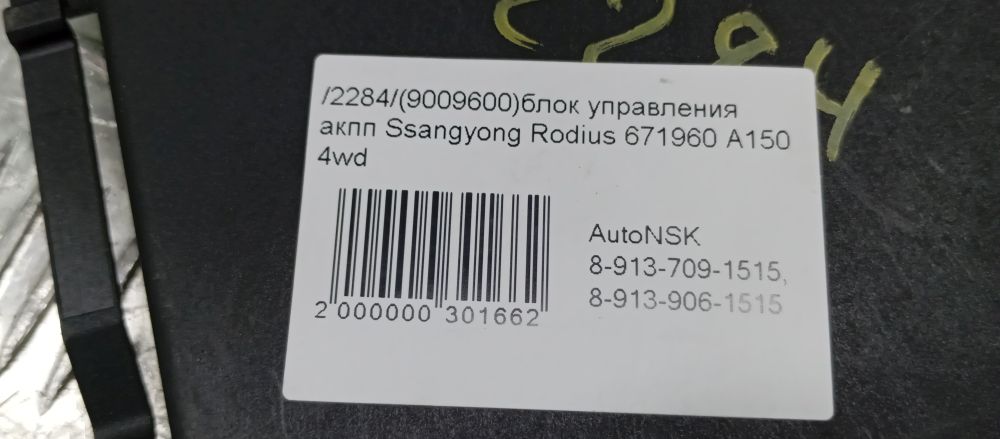 /2284/(9009600)блок управления
акпп Ssangyong Rodius 671960 A150
4wd
AutoNSK
8-913-709-1515,
8-913-906-1515
2 000000 301662